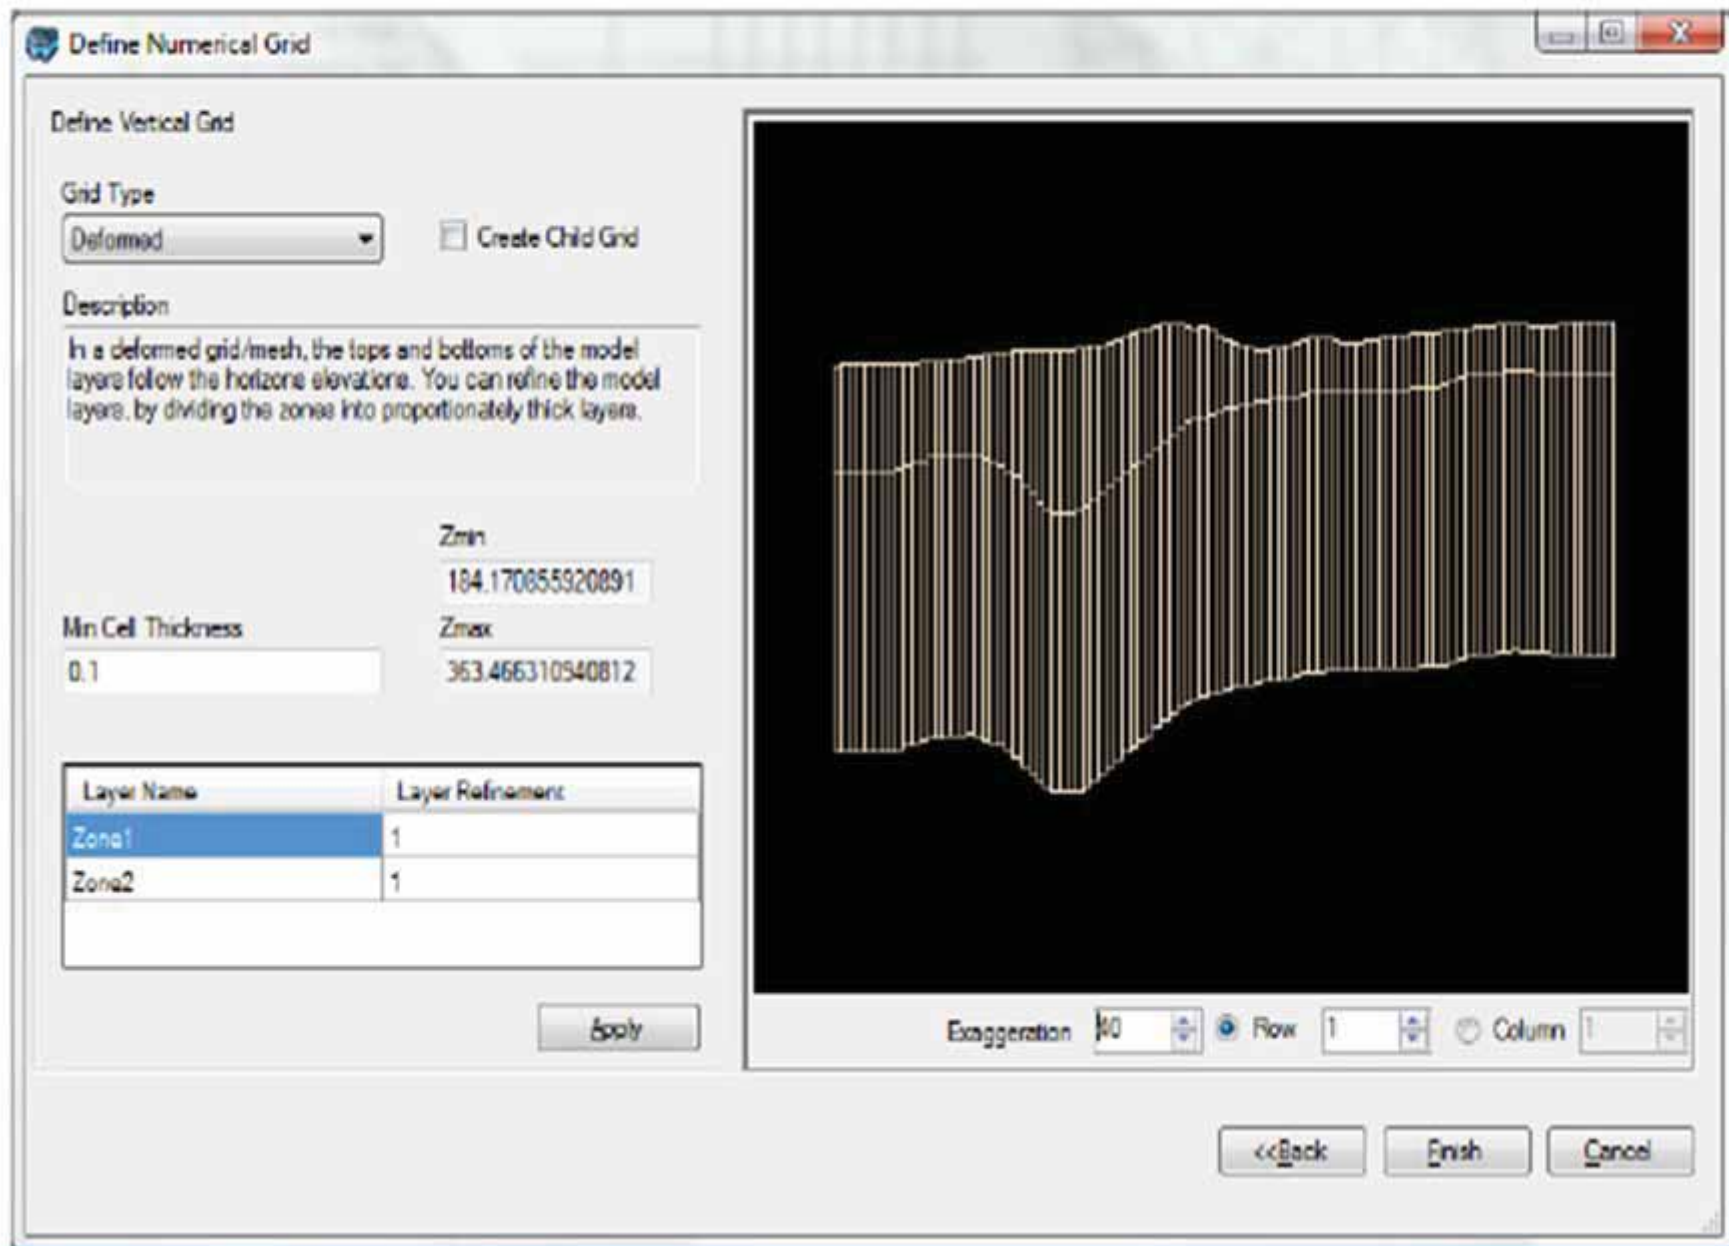 Define Numerical Grid
Define Vertical Grid
Grid Type
Deformed
Create Child Grid
Description
In a deformed grid/mesh, the tops and bottoms of the model
layers follow the horizons elevations. You can refine the model
layers, by dividing the zones into proportionately thick layers.
Zmin
184.170855920891
Min Cell Thickness
Zmax
0.1
363.466310940812
Layer Name
Layer Refinement
Zone1
1
Zone2
1
Apply
Exaggeration
40
Row
1
Column
1
<<Back
Finish
Cancel